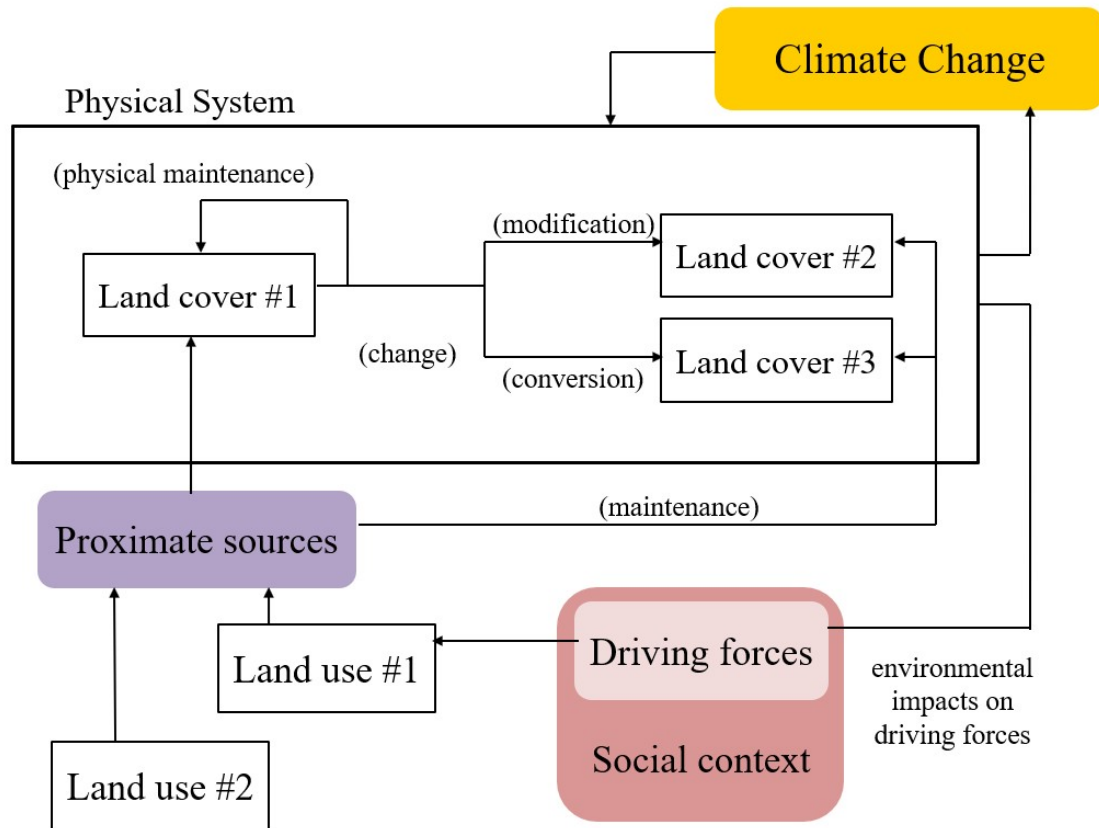 Climate Change
Physical System
(physical maintenance)
(modification)
Land cover #2
Land cover #1
(change)
Land cover #3
(conversion)
(maintenance)
Proximate sources
Driving forces
Land use #1
environmental
impacts on
driving forces
Social context
Land use #2